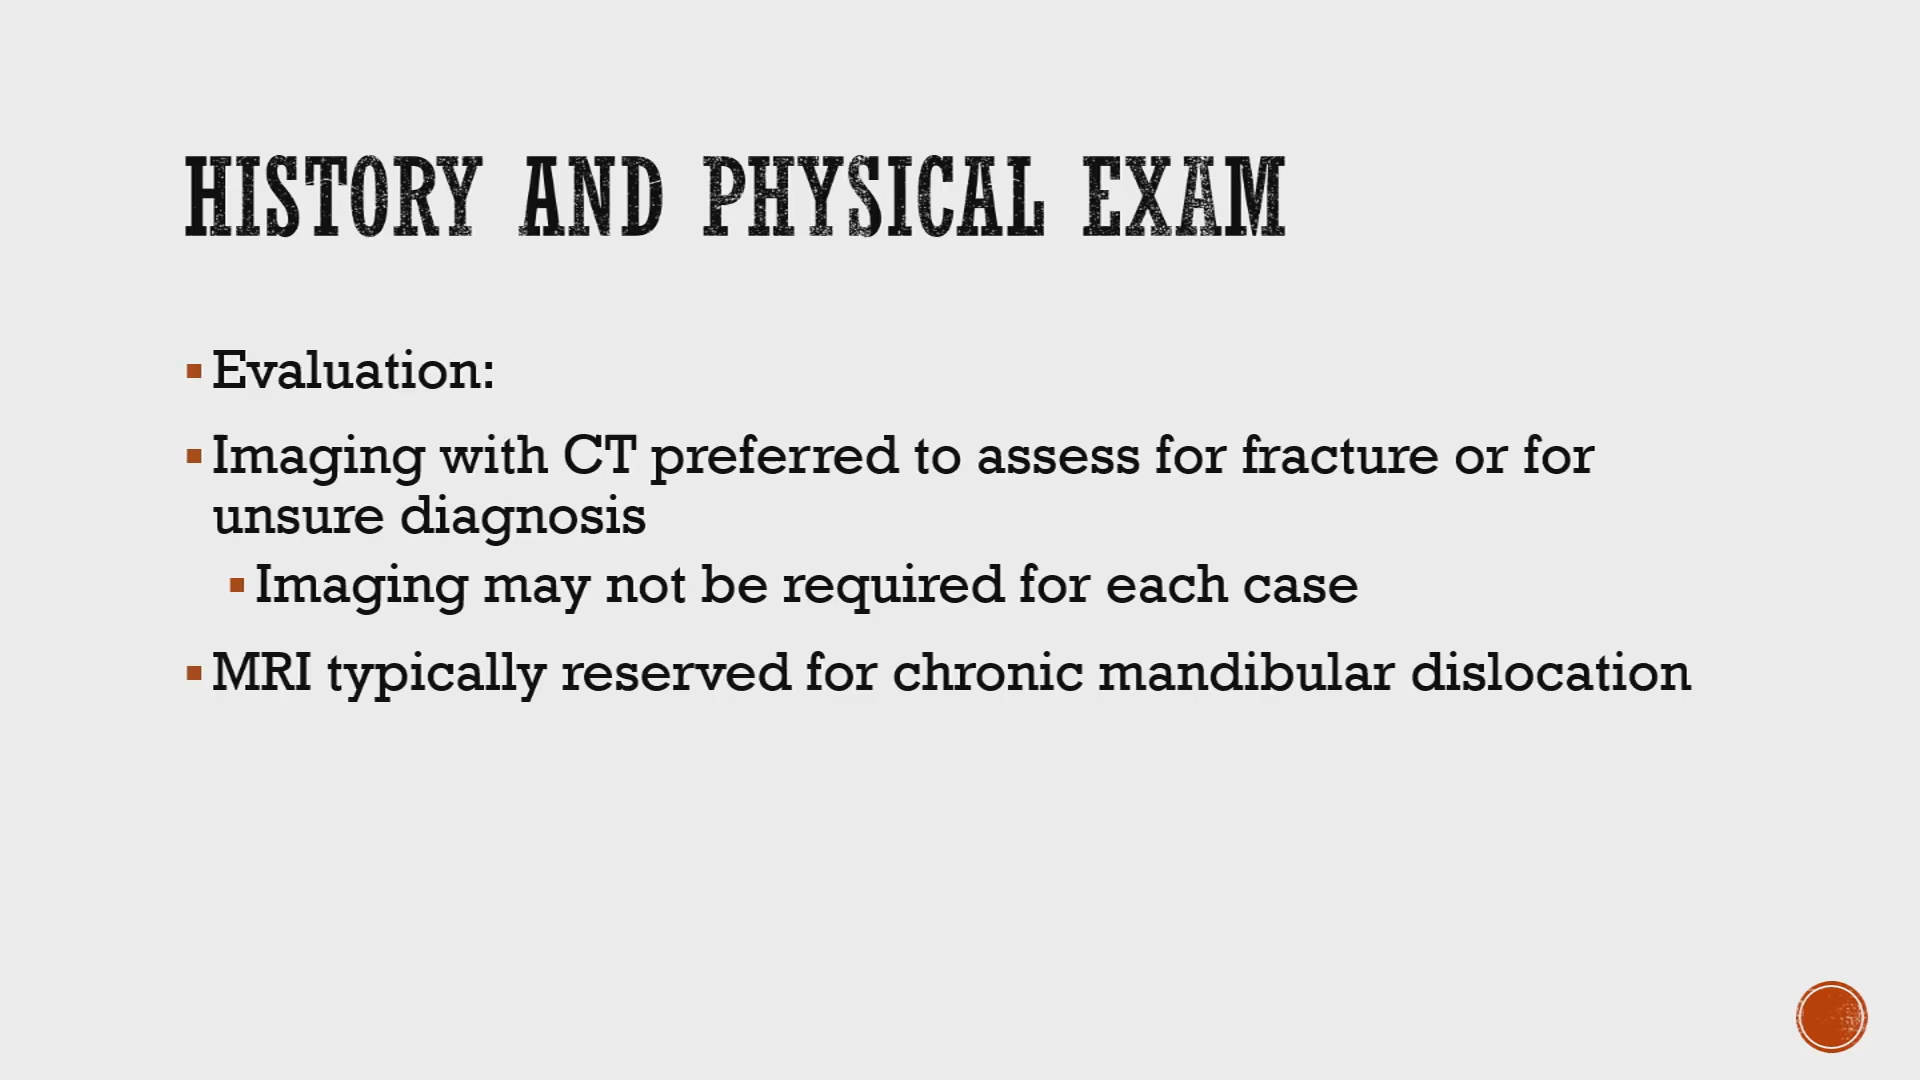 HISTORY AND PHYSICAL EXAM
Evaluation:
Imaging with CT preferred to assess for fracture or for
unsure diagnosis
Imaging may not be required for each case
MRI typically reserved for chronic mandibular dislocation